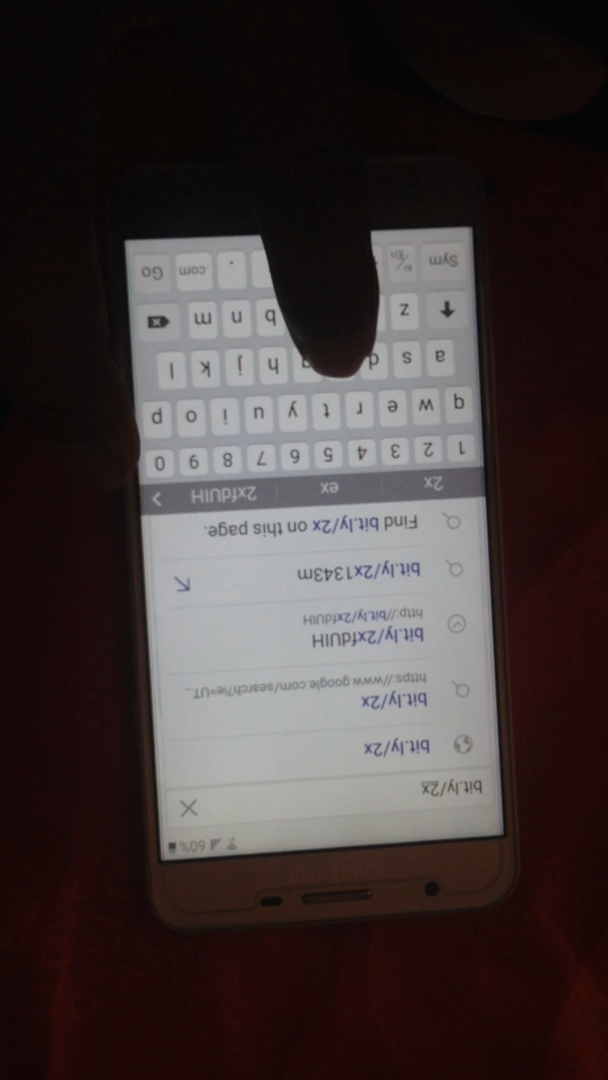 60%
bit.ly/2x
bit.ly/2x
bit.ly/2x
https://www.google.com/search?ie=UT...
bit.ly/2xfdUIH
http://bit.ly/2xfdUIH
bit.ly/2x1343m
Find bit.ly/2x on this page.
2x ex 2xfdUIH
1 2 3 4 5 6 7 8 9 0
q w e r t y u i o p
a s d g h j k l
z b n m
Sym . .com Go